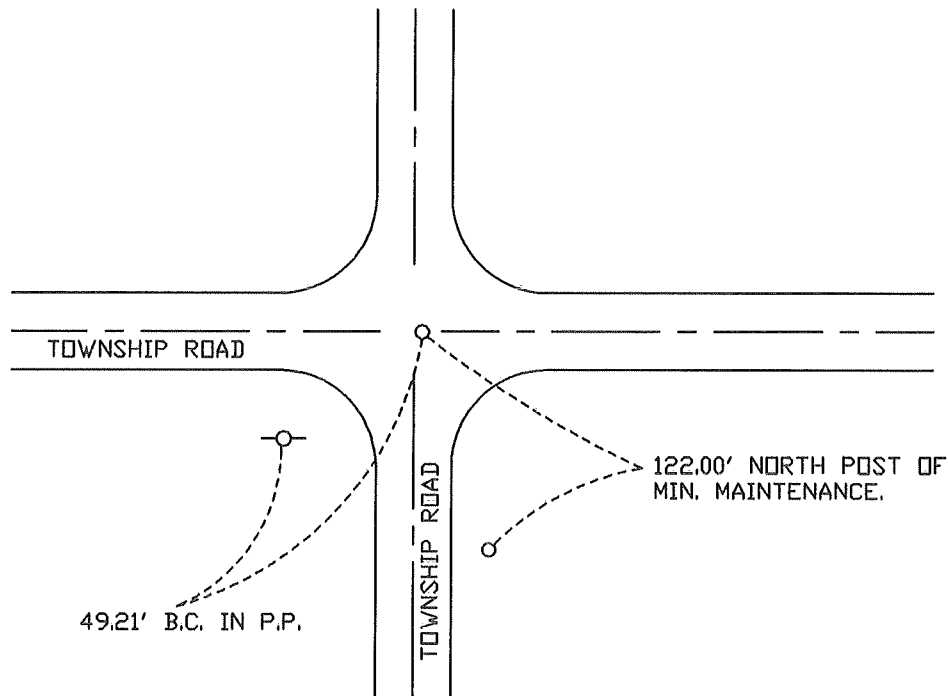 TOWNSHIP ROAD
TOWNSHIP ROAD
122.00' NORTH POST OF
MIN. MAINTENANCE.
49.21' B.C. IN P.P.